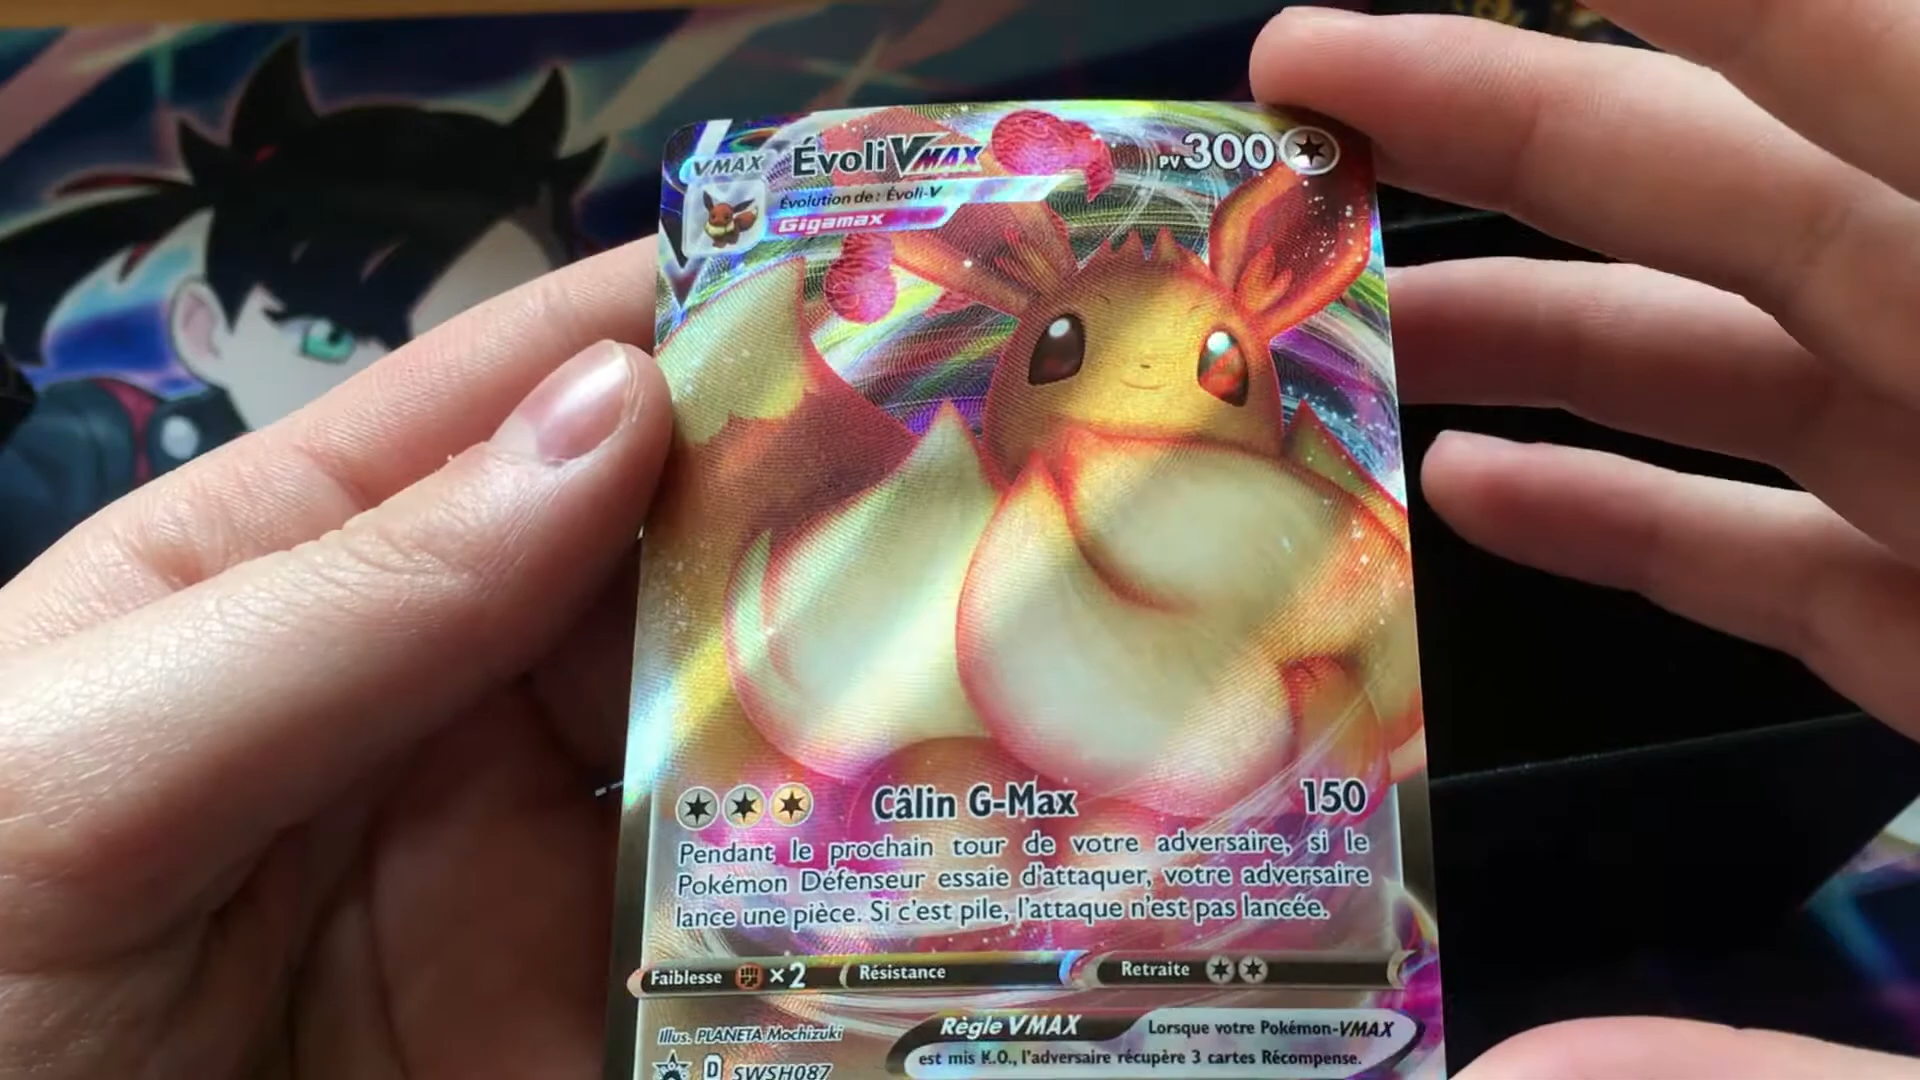 VMAX ÉvoliVMAX PV300
Évolution de : Évoli-V
Gigamax
Câlin G-Max 150
Pendant le prochain tour de votre adversaire, si le
Pokémon Défenseur essaie d'attaquer, votre adversaire
lance une pièce. Si c'est pile, l'attaque n'est pas lancée.
Faiblesse ×2 Résistance Retraite
Illus. PLANETA Mochizuki
Règle VMAX Lorsque votre Pokémon-VMAX
est mis K.O., l'adversaire récupère 3 cartes Récompense.
D SWSH087